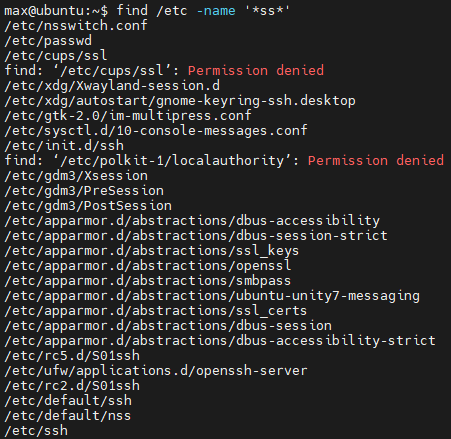 max@ubuntu:~$ find /etc -name '*ss*'
/etc/nsswitch.conf
/etc/passwd
/etc/cups/ssl
find: ‘/etc/cups/ssl’: Permission denied
/etc/xdg/Xwayland-session.d
/etc/xdg/autostart/gnome-keyring-ssh.desktop
/etc/gtk-2.0/im-multipress.conf
/etc/sysctl.d/10-console-messages.conf
/etc/init.d/ssh
find: ‘/etc/polkit-1/localauthority’: Permission denied
/etc/gdm3/Xsession
/etc/gdm3/PreSession
/etc/gdm3/PostSession
/etc/apparmor.d/abstractions/dbus-accessibility
/etc/apparmor.d/abstractions/dbus-session-strict
/etc/apparmor.d/abstractions/ssl_keys
/etc/apparmor.d/abstractions/openssl
/etc/apparmor.d/abstractions/smbpass
/etc/apparmor.d/abstractions/ubuntu-unity7-messaging
/etc/apparmor.d/abstractions/ssl_certs
/etc/apparmor.d/abstractions/dbus-session
/etc/apparmor.d/abstractions/dbus-accessibility-strict
/etc/rc5.d/S01ssh
/etc/ufw/applications.d/openssh-server
/etc/rc2.d/S01ssh
/etc/default/ssh
/etc/default/nss
/etc/ssh